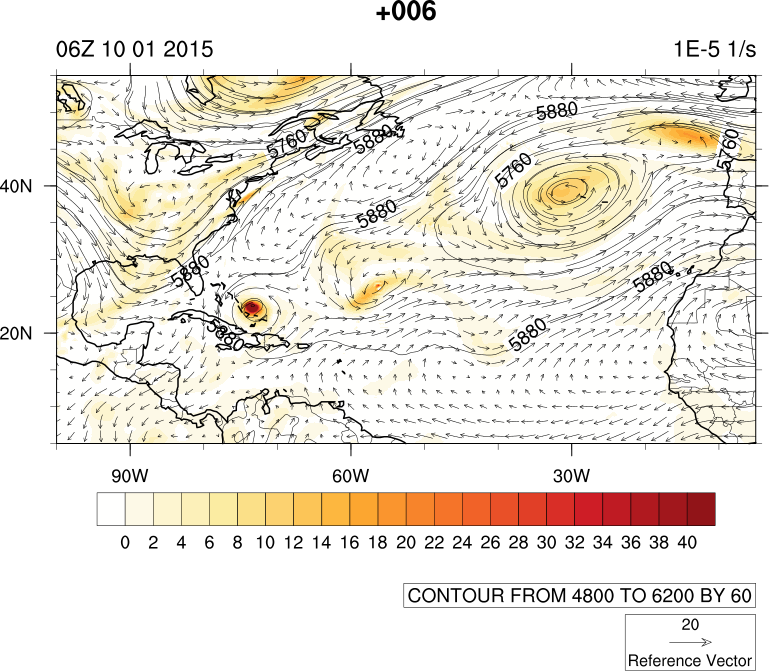 +006
06Z 10 01 2015 1E-5 1/s
5880
5760
5760 5880
5760
40N
5880
5880 5880
20N 5880 5880
90W 60W 30W
0 2 4 6 8 10 12 14 16 18 20 22 24 26 28 30 32 34 36 38 40
CONTOUR FROM 4800 TO 6200 BY 60
20
Reference Vector